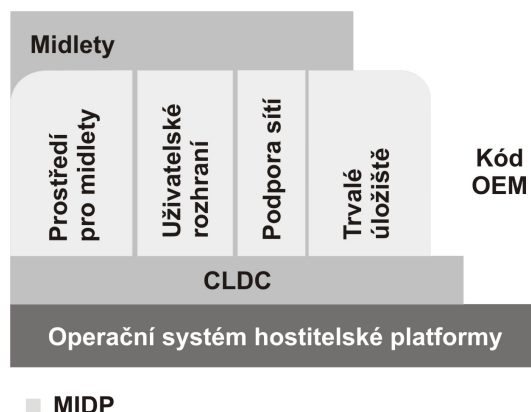 Midlety
Prostředí
pro midlety
Uživatelské
rozhraní
Podpora sítí
Trvalé
úložiště
Kód
OEM
CLDC
Operační systém hostitelské platformy
MIDP